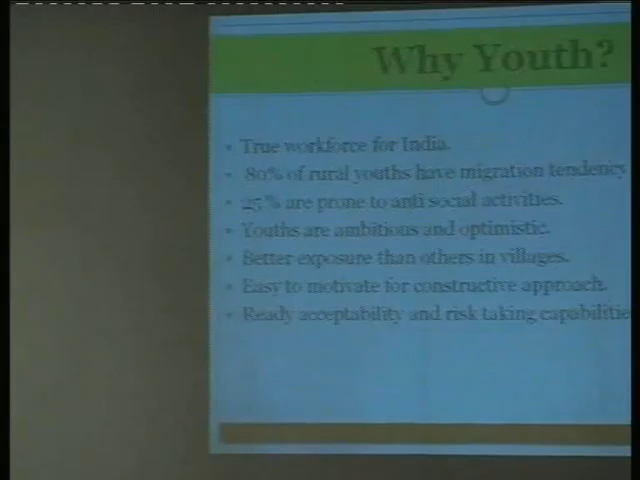 Why Youth?
True workforce for India.
80% of rural youths have migration tendency
25% are prone to anti social activities.
Youths are ambitious and optimistic.
Better exposure than others in villages.
Easy to motivate for constructive approach.
Ready acceptability and risk taking capabilitie